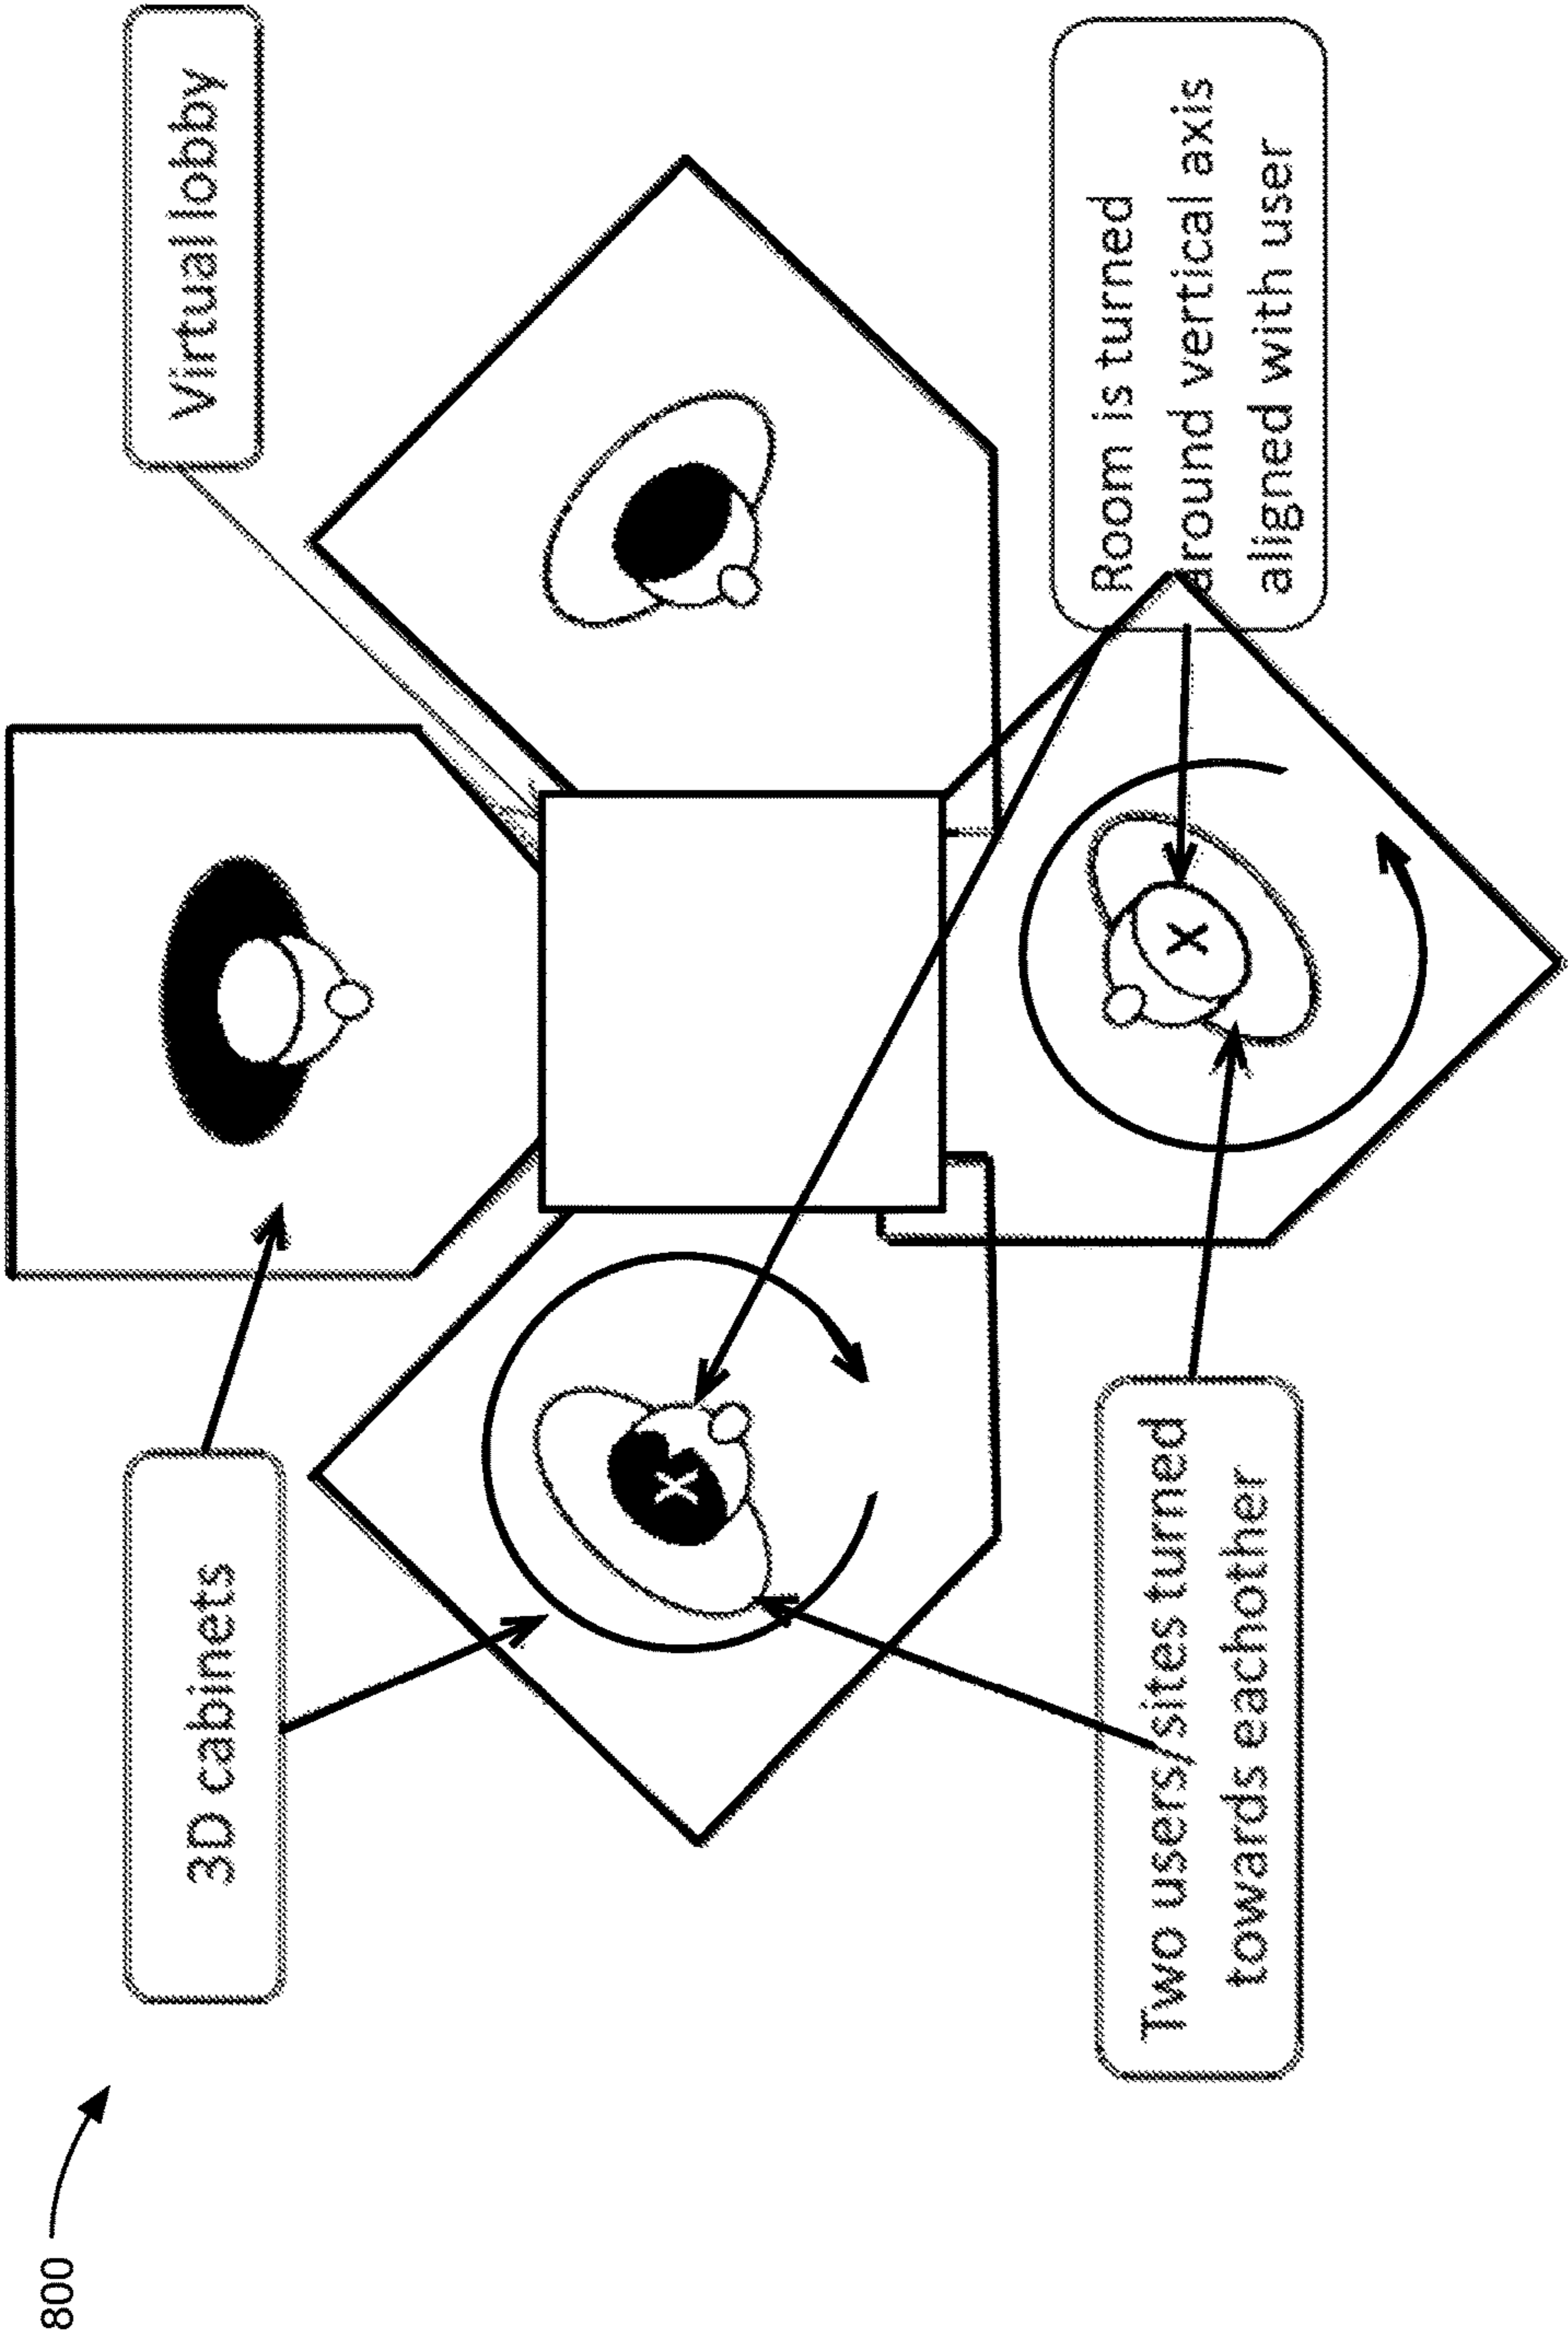 800
3D cabinets
Virtual lobby
Two users/sites turned
towards eachother
Room is turned
around vertical axis
aligned with user
X
X